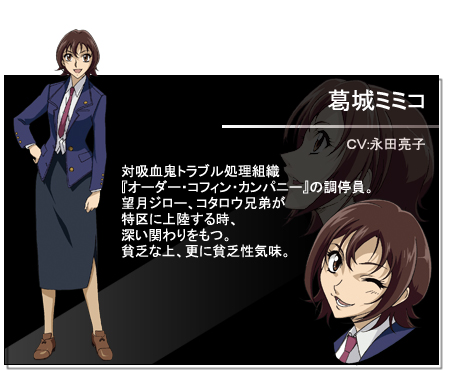 葛城ミミコ
CV:永田亮子
対吸血鬼トラブル処理組織
『オーダー・コフィン・カンパニー』の調停員。
望月ジロー、コタロウ兄弟が
特区に上陸する時、
深い関わりをもつ。
貧乏な上、更に貧乏性気味。